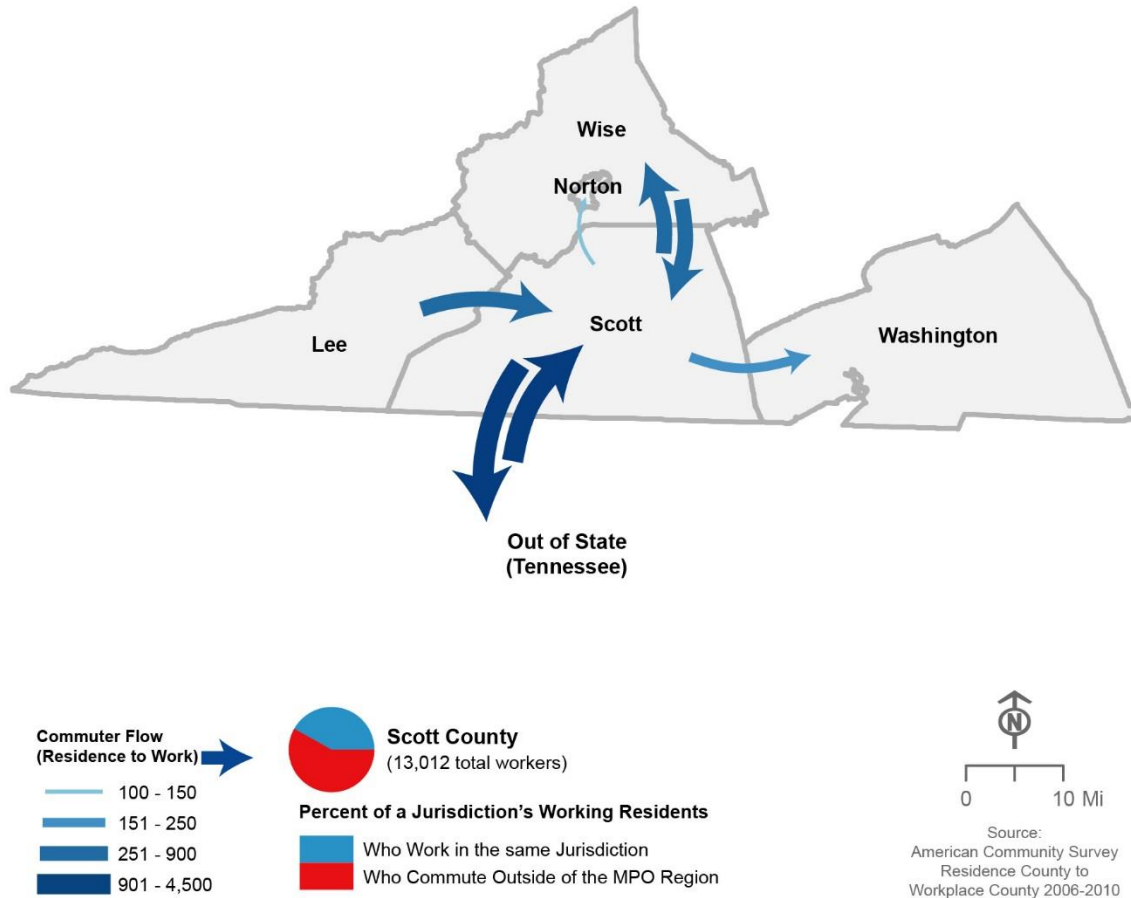 Wise
Norton
Scott
Lee
Washington
Out of State
(Tennessee)
Commuter Flow
(Residence to Work)
100 - 150
151 - 250
251 - 900
901 - 4,500
Scott County
(13,012 total workers)
Percent of a Jurisdiction's Working Residents
Who Work in the same Jurisdiction
Who Commute Outside of the MPO Region
N
0 10 Mi
Source:
American Community Survey
Residence County to
Workplace County 2006-2010